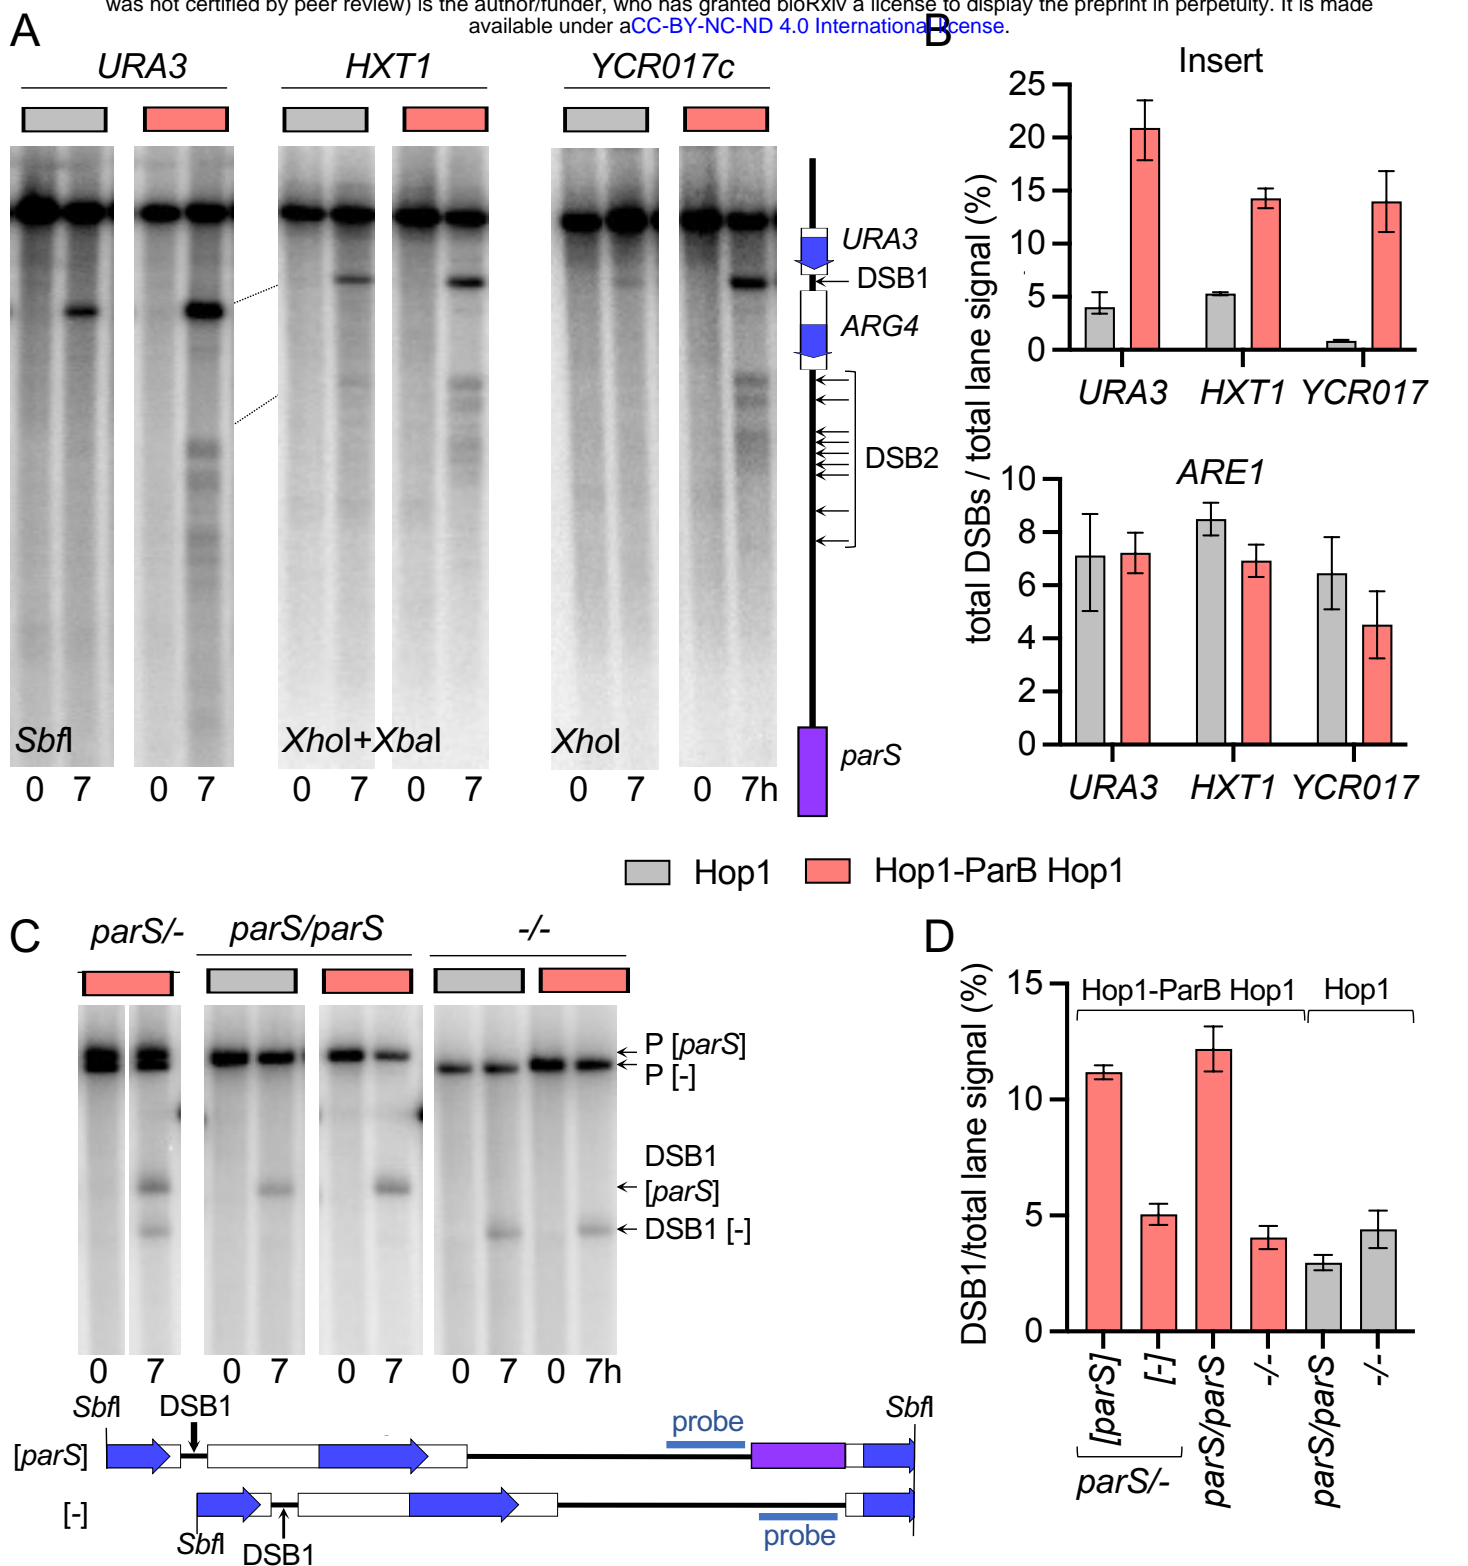 was not certified by peer review) is the author/funder, who has granted bioRxiv a license to display the preprint in perpetuity. It is made
available under aCC-BY-NC-ND 4.0 International license.
A
URA3
HXT1
YCR017c
SbfI
XhoI+XbaI
XhoI
0 7 0 7 0 7 0 7 0 7 0 7h
URA3
DSB1
ARG4
DSB2
parS
B
total DSBs / total lane signal (%)
Insert
25
20
15
10
5
0
URA3 HXT1 YCR017
ARE1
10
8
6
4
2
0
URA3 HXT1 YCR017
Hop1
Hop1-ParB Hop1
C
parS/-
parS/parS
-/-
P [parS]
P [-]
DSB1
[parS]
DSB1 [-]
0 7 0 7 0 7 0 7 0 7h
SbfI
DSB1
probe
SbfI
[parS]
[-]
SbfI
DSB1
probe
D
DSB1/total lane signal (%)
15
10
5
0
Hop1-ParB Hop1
Hop1
[parS]
[-]
parS/parS
-/-
parS/parS
-/-
parS/-